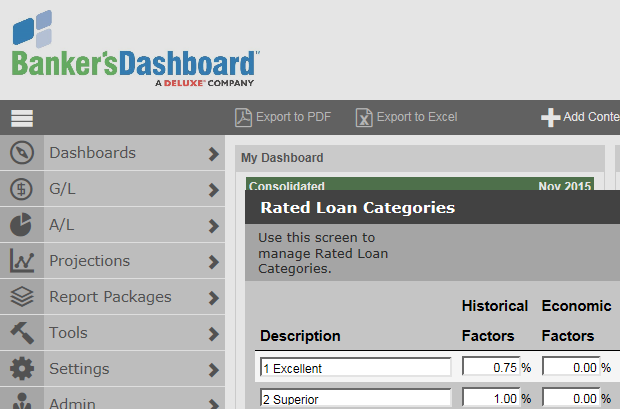 Banker'sDashboard™
A DELUXE® COMPANY
Export to PDF
Export to Excel
Add Conte
Dashboards
G/L
A/L
Projections
Report Packages
Tools
Settings
Admin
My Dashboard
Consolidated Nov 2015
Rated Loan Categories
Use this screen to
manage Rated Loan
Categories.
Historical Economic
Description Factors Factors
1 Excellent 0.75 % 0.00 %
2 Superior 1.00 % 0.00 %